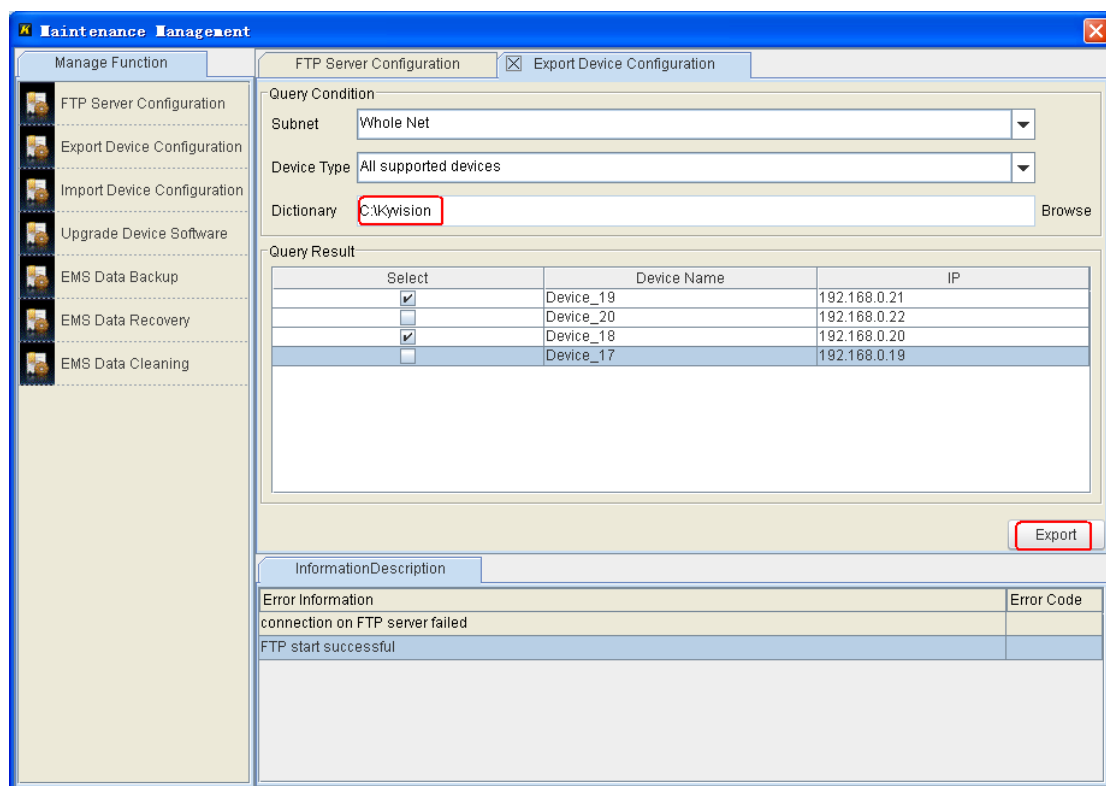 Maintenance Management
Manage Function
FTP Server Configuration
Export Device Configuration
Import Device Configuration
Upgrade Device Software
EMS Data Backup
EMS Data Recovery
EMS Data Cleaning
FTP Server Configuration Export Device Configuration
Query Condition
Subnet Whole Net
Device Type All supported devices
Dictionary C:\Kyvision Browse
Query Result
Select Device Name IP
Device_19 192.168.0.21
Device_20 192.168.0.22
Device_18 192.168.0.20
Device_17 192.168.0.19
Export
InformationDescription
Error Information Error Code
connection on FTP server failed
FTP start successful